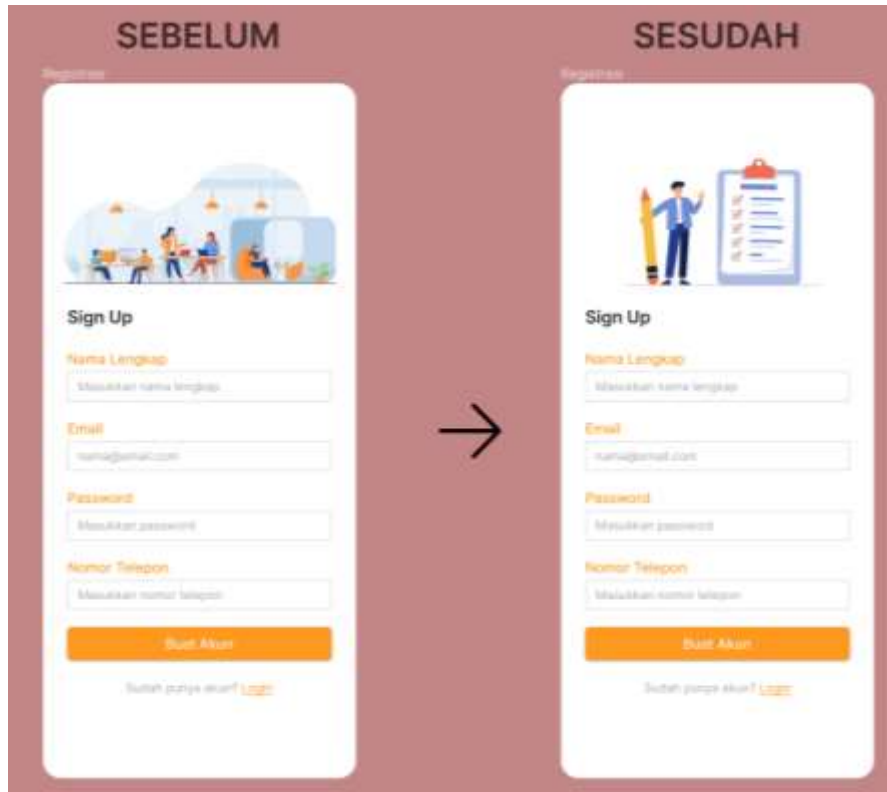 SEBELUM
Registrasi
Sign Up
Nama Lengkap
Masukkan nama lengkap
Email
nama@email.com
Password
Masukkan password
Nomor Telepon
Masukkan nomor telepon
Buat Akun
Sudah punya akun? Login
SESUDAH
Registrasi
Sign Up
Nama Lengkap
Masukkan nama lengkap
Email
nama@email.com
Password
Masukkan password
Nomor Telepon
Masukkan nomor telepon
Buat Akun
Sudah punya akun? Login